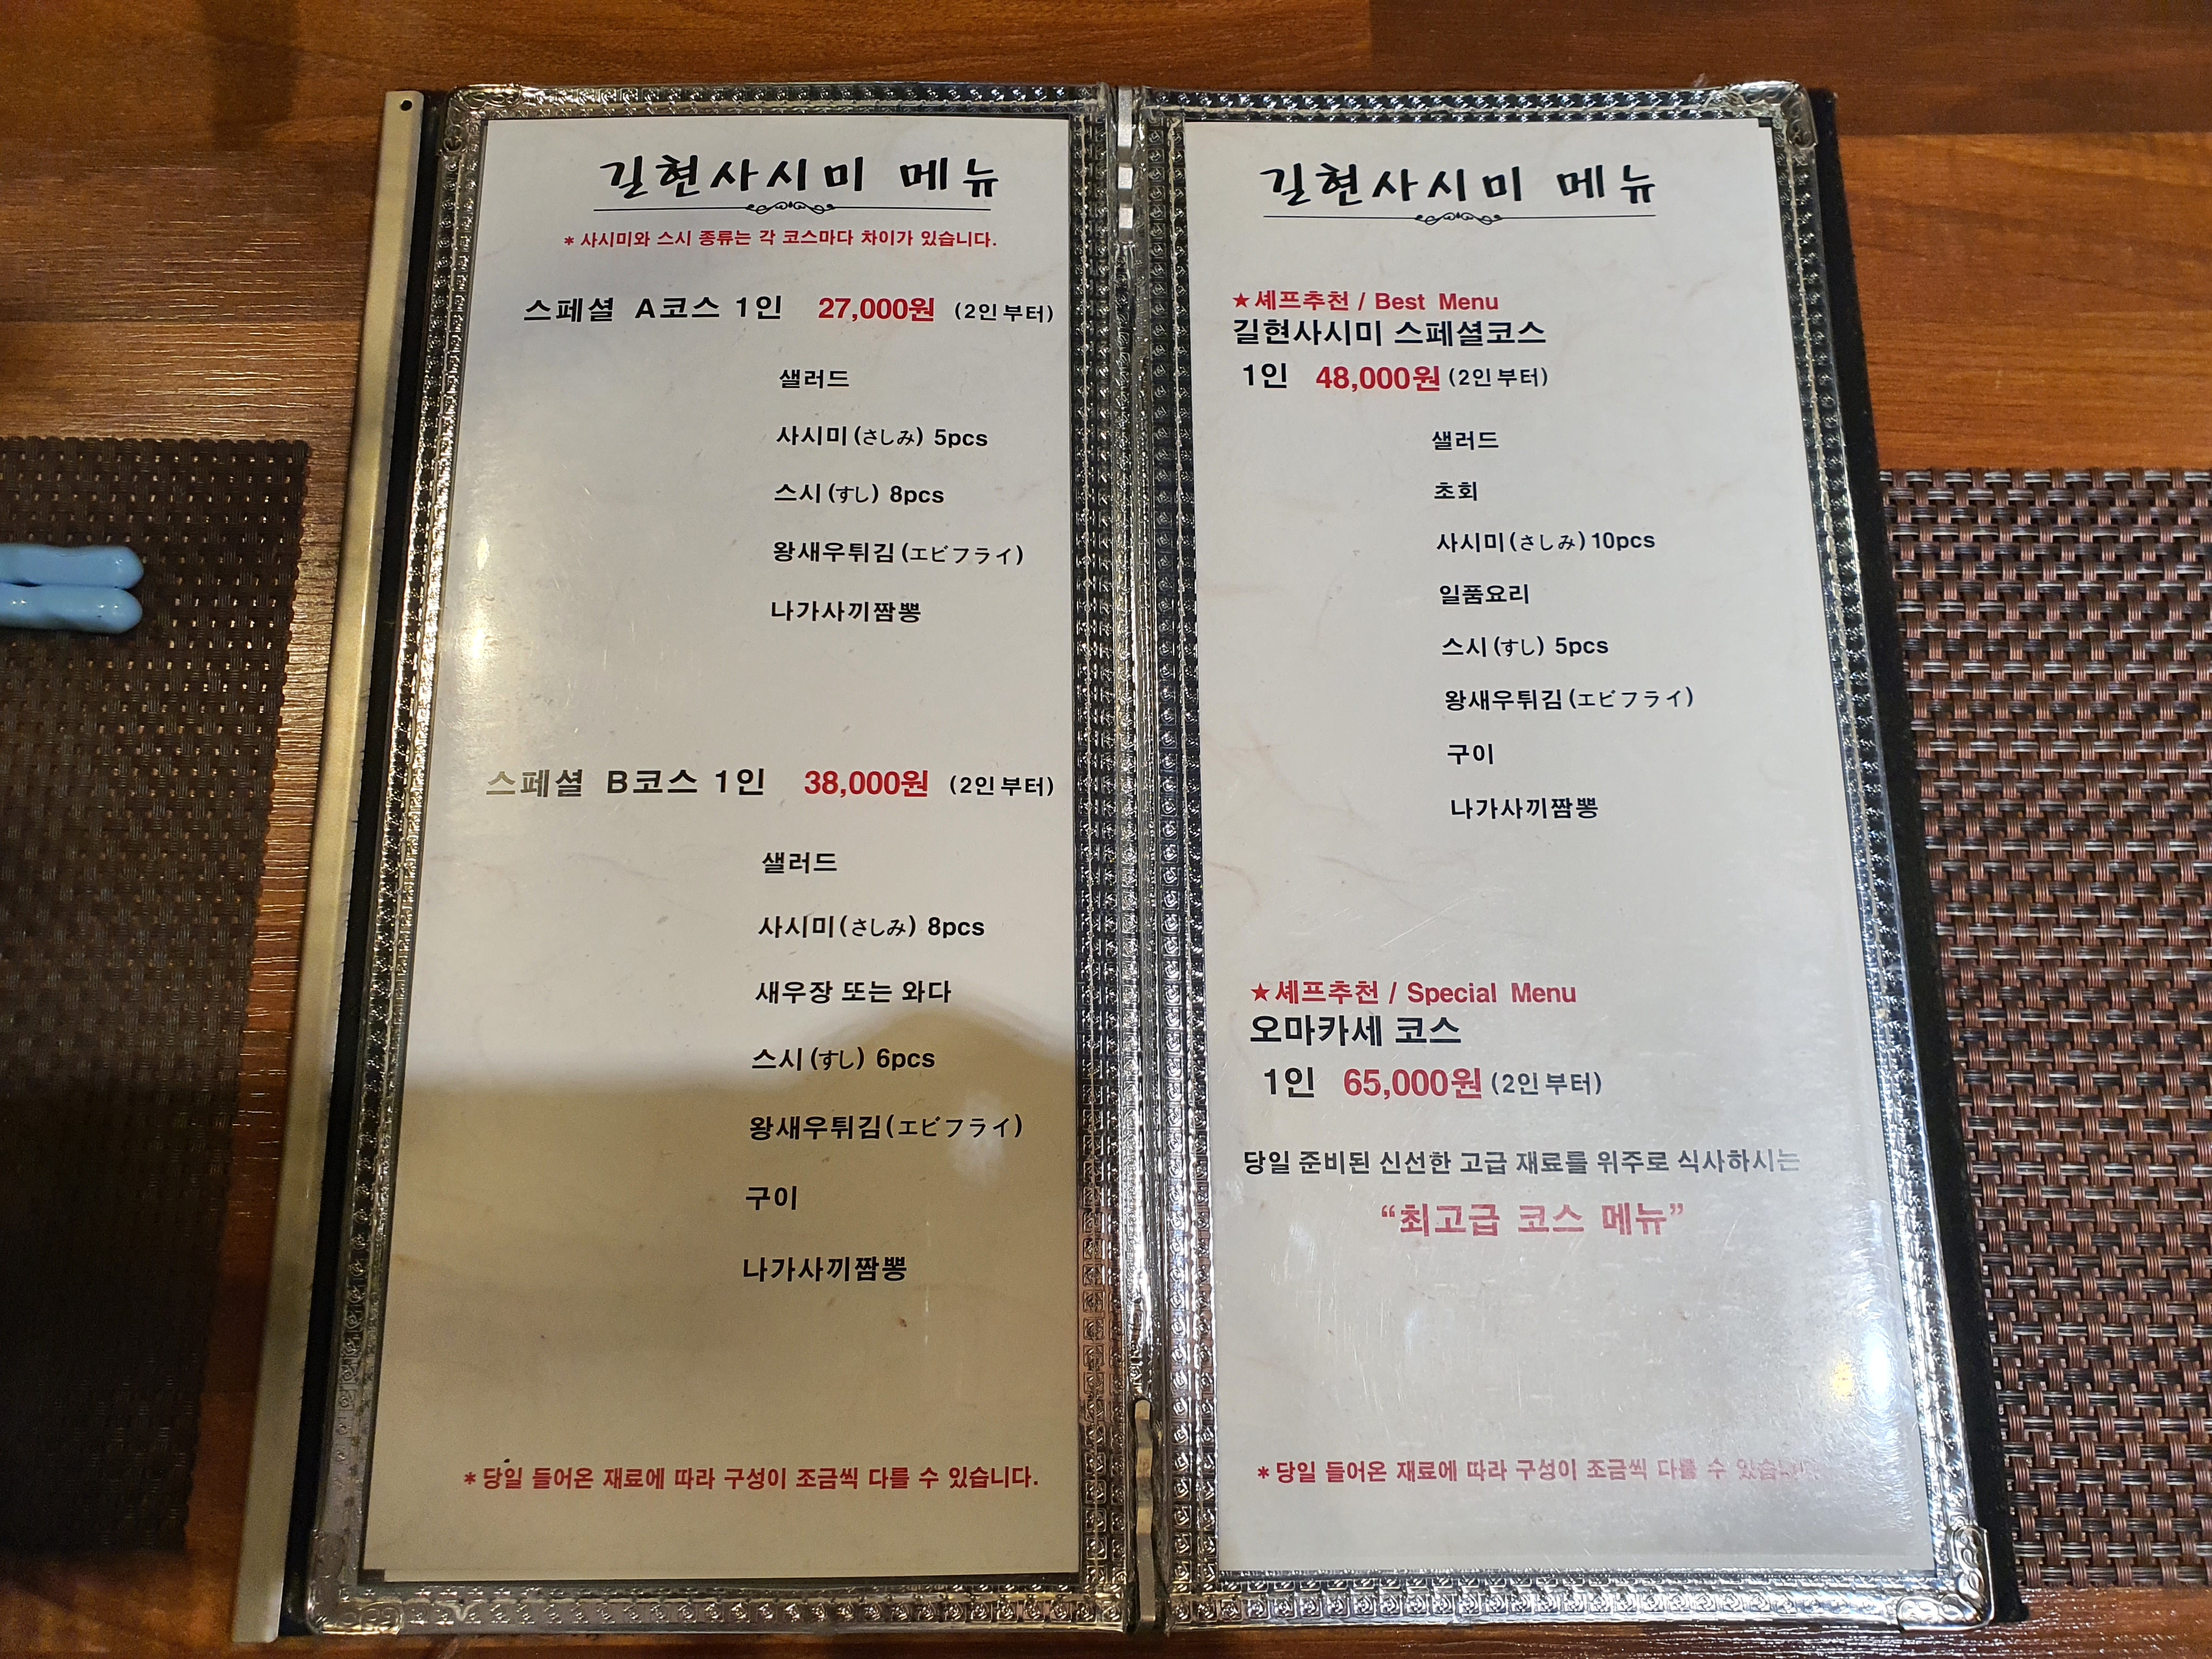 길현사시미 메뉴
* 사시미와 스시 종류는 각 코스마다 차이가 있습니다.
스페셜 A코스 1인 27,000원 (2인부터)
샐러드
사시미(さしみ) 5pcs
스시(すし) 8pcs
왕새우튀김(エビフライ)
나가사끼짬뽕
스페셜 B코스 1인 38,000원 (2인부터)
샐러드
사시미(さしみ) 8pcs
새우장 또는 와다
스시(すし) 6pcs
왕새우튀김(エビフライ)
구이
나가사끼짬뽕
* 당일 들어온 재료에 따라 구성이 조금씩 다를 수 있습니다.
길현사시미 메뉴
★셰프추천 / Best Menu
길현사시미 스페셜코스
1인 48,000원(2인부터)
샐러드
초회
사시미(さしみ)10pcs
일품요리
스시(すし) 5pcs
왕새우튀김(エビフライ)
구이
나가사끼짬뽕
★셰프추천 / Special Menu
오마카세 코스
1인 65,000원(2인부터)
당일 준비된 신선한 고급 재료를 위주로 식사하시는
“최고급 코스 메뉴”
* 당일 들어온 재료에 따라 구성이 조금씩 다를 수